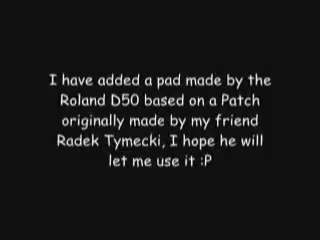 I have added a pad made by the
Roland D50 based on a Patch
originally made by my friend
Radek Tymecki, I hope he will
let me use it :P